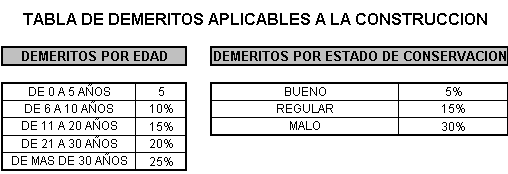 TABLA DE DEMERITOS APLICABLES A LA CONSTRUCCION
DEMERITOS POR EDAD
DE 0 A 5 AÑOS 5
DE 6 A 10 AÑOS 10%
DE 11 A 20 AÑOS 15%
DE 21 A 30 AÑOS 20%
DE MAS DE 30 AÑOS 25%
DEMERITOS POR ESTADO DE CONSERVACION
BUENO 5%
REGULAR 15%
MALO 30%